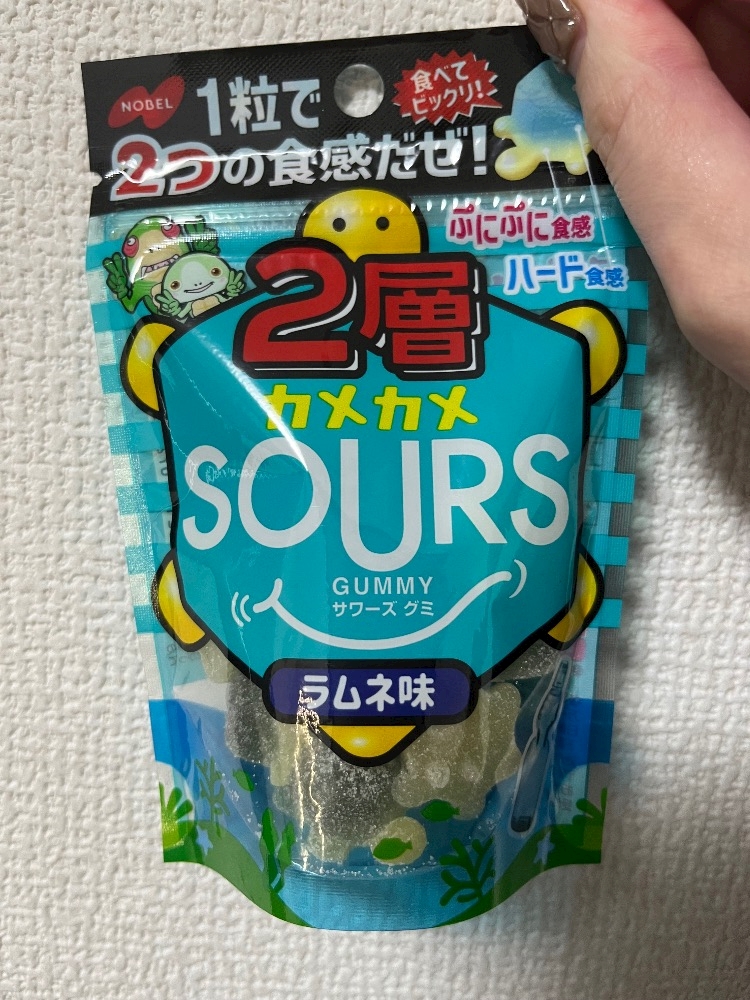 NOBEL
1粒で
食べて
ビックリ!
2つの食感だぜ!
ぷにぷに食感
ハード食感
2層
カメカメ
SOURS
GUMMY
サワーズ グミ
ラムネ味